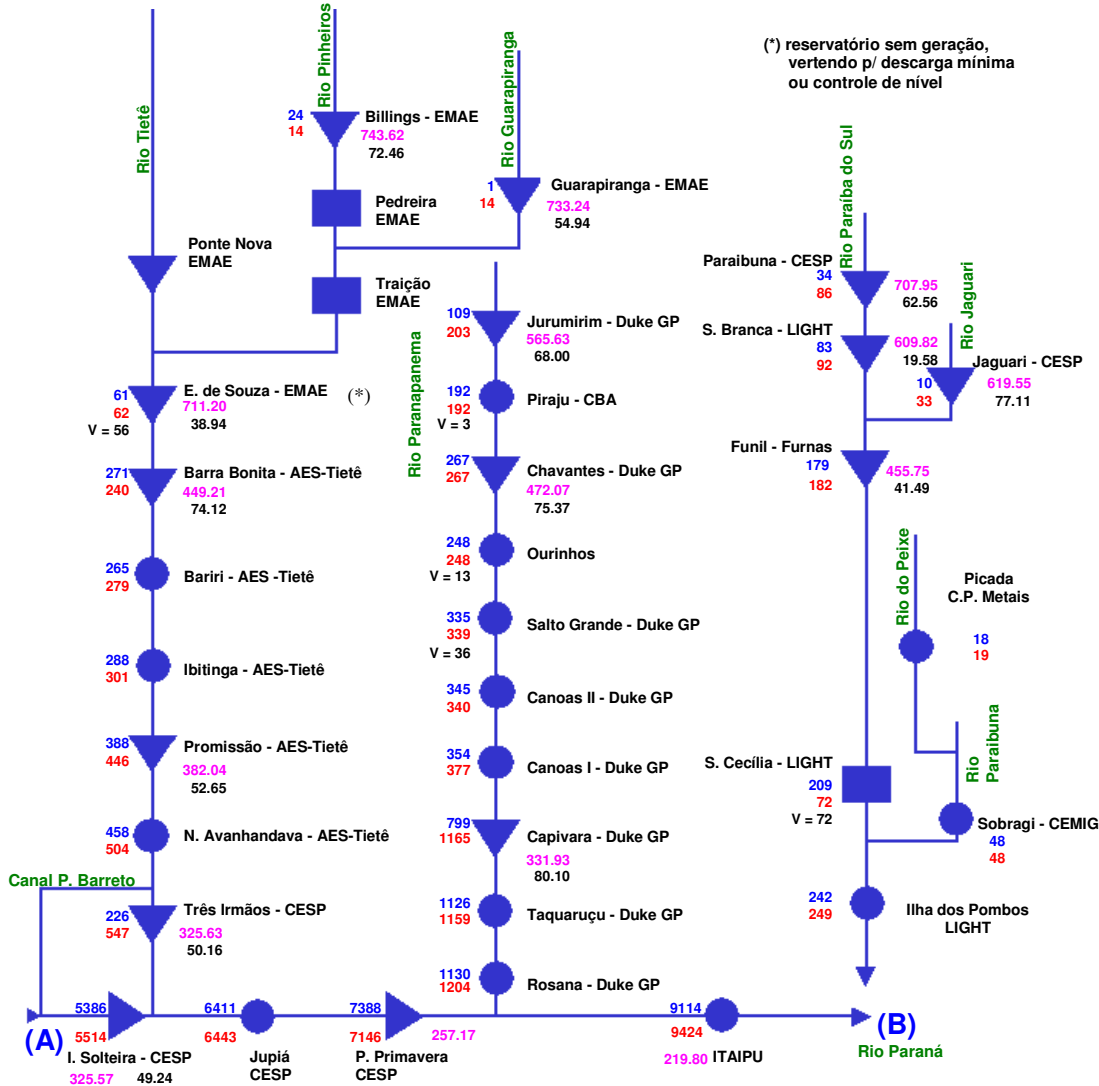 (*) reservatório sem geração,
vertendo p/ descarga mínima
ou controle de nível
Rio Tietê
Rio Pinheiros
24
14
Billings - EMAE
743.62
72.46
Rio Guarapiranga
Pedreira
EMAE
1
14
Guarapiranga - EMAE
733.24
54.94
Ponte Nova
EMAE
Traição
EMAE
61
62
V = 56
E. de Souza - EMAE
(*)
711.20
38.94
271
240
Barra Bonita - AES-Tietê
449.21
74.12
265
279
Bariri - AES -Tietê
288
301
Ibitinga - AES-Tietê
388
446
Promissão - AES-Tietê
382.04
52.65
458
504
N. Avanhandava - AES-Tietê
Canal P. Barreto
226
547
Três Irmãos - CESP
325.63
50.16
Rio Paranapanema
109
203
Jurumirim - Duke GP
565.63
68.00
192
192
V = 3
Piraju - CBA
267
267
Chavantes - Duke GP
472.07
75.37
248
248
V = 13
Ourinhos
335
339
V = 36
Salto Grande - Duke GP
345
340
Canoas II - Duke GP
354
377
Canoas I - Duke GP
799
1165
Capivara - Duke GP
331.93
80.10
1126
1159
Taquaruçu - Duke GP
1130
1204
Rosana - Duke GP
Rio Paraíba do Sul
Paraibuna - CESP
34
86
707.95
62.56
S. Branca - LIGHT
83
92
609.82
19.58
Rio Jaguari
Jaguari - CESP
10
33
619.55
77.11
Funil - Furnas
179
182
455.75
41.49
Rio do Peixe
Picada
C.P. Metais
18
19
Rio
Paraibuna
S. Cecília - LIGHT
209
72
V = 72
Sobragi - CEMIG
48
48
242
249
Ilha dos Pombos
LIGHT
(A)
5386
5514
I. Solteira - CESP
325.57
49.24
6411
6443
Jupiá
CESP
7388
7146
257.17
P. Primavera
CESP
9114
9424
219.80
ITAIPU
(B)
Rio Paraná